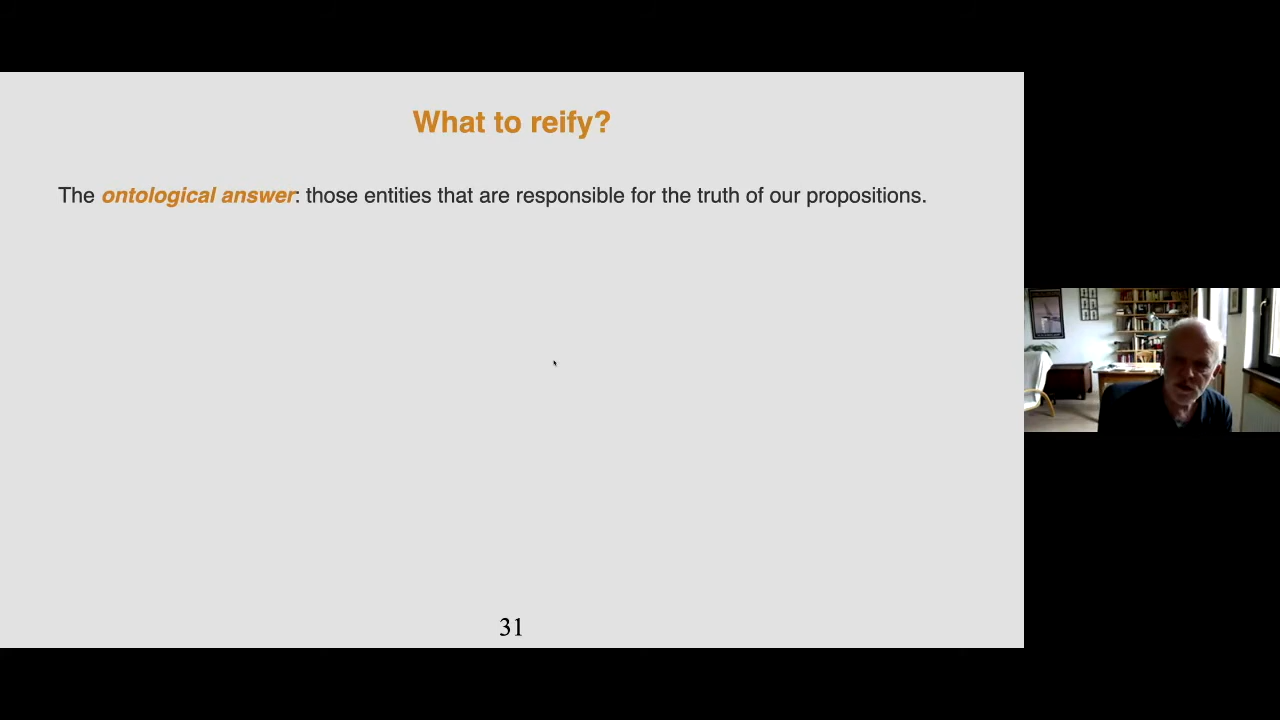 What to reify?
The ontological answer: those entities that are responsible for the truth of our propositions.
31